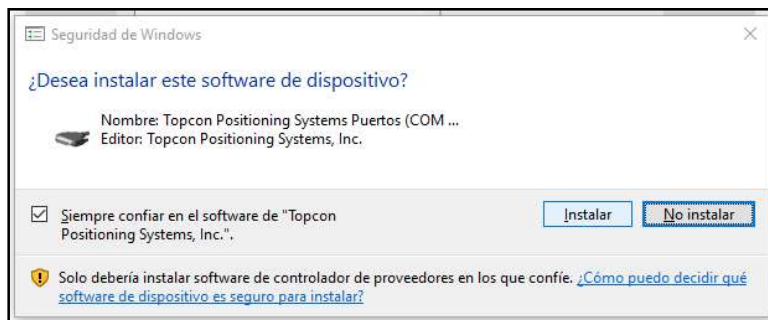 Seguridad de Windows
¿Desea instalar este software de dispositivo?
Nombre: Topcon Positioning Systems Puertos (COM ...
Editor: Topcon Positioning Systems, Inc.
Siempre confiar en el software de "Topcon
Positioning Systems, Inc.".
Instalar
No instalar
Solo debería instalar software de controlador de proveedores en los que confíe. ¿Cómo puedo decidir qué
software de dispositivo es seguro para instalar?